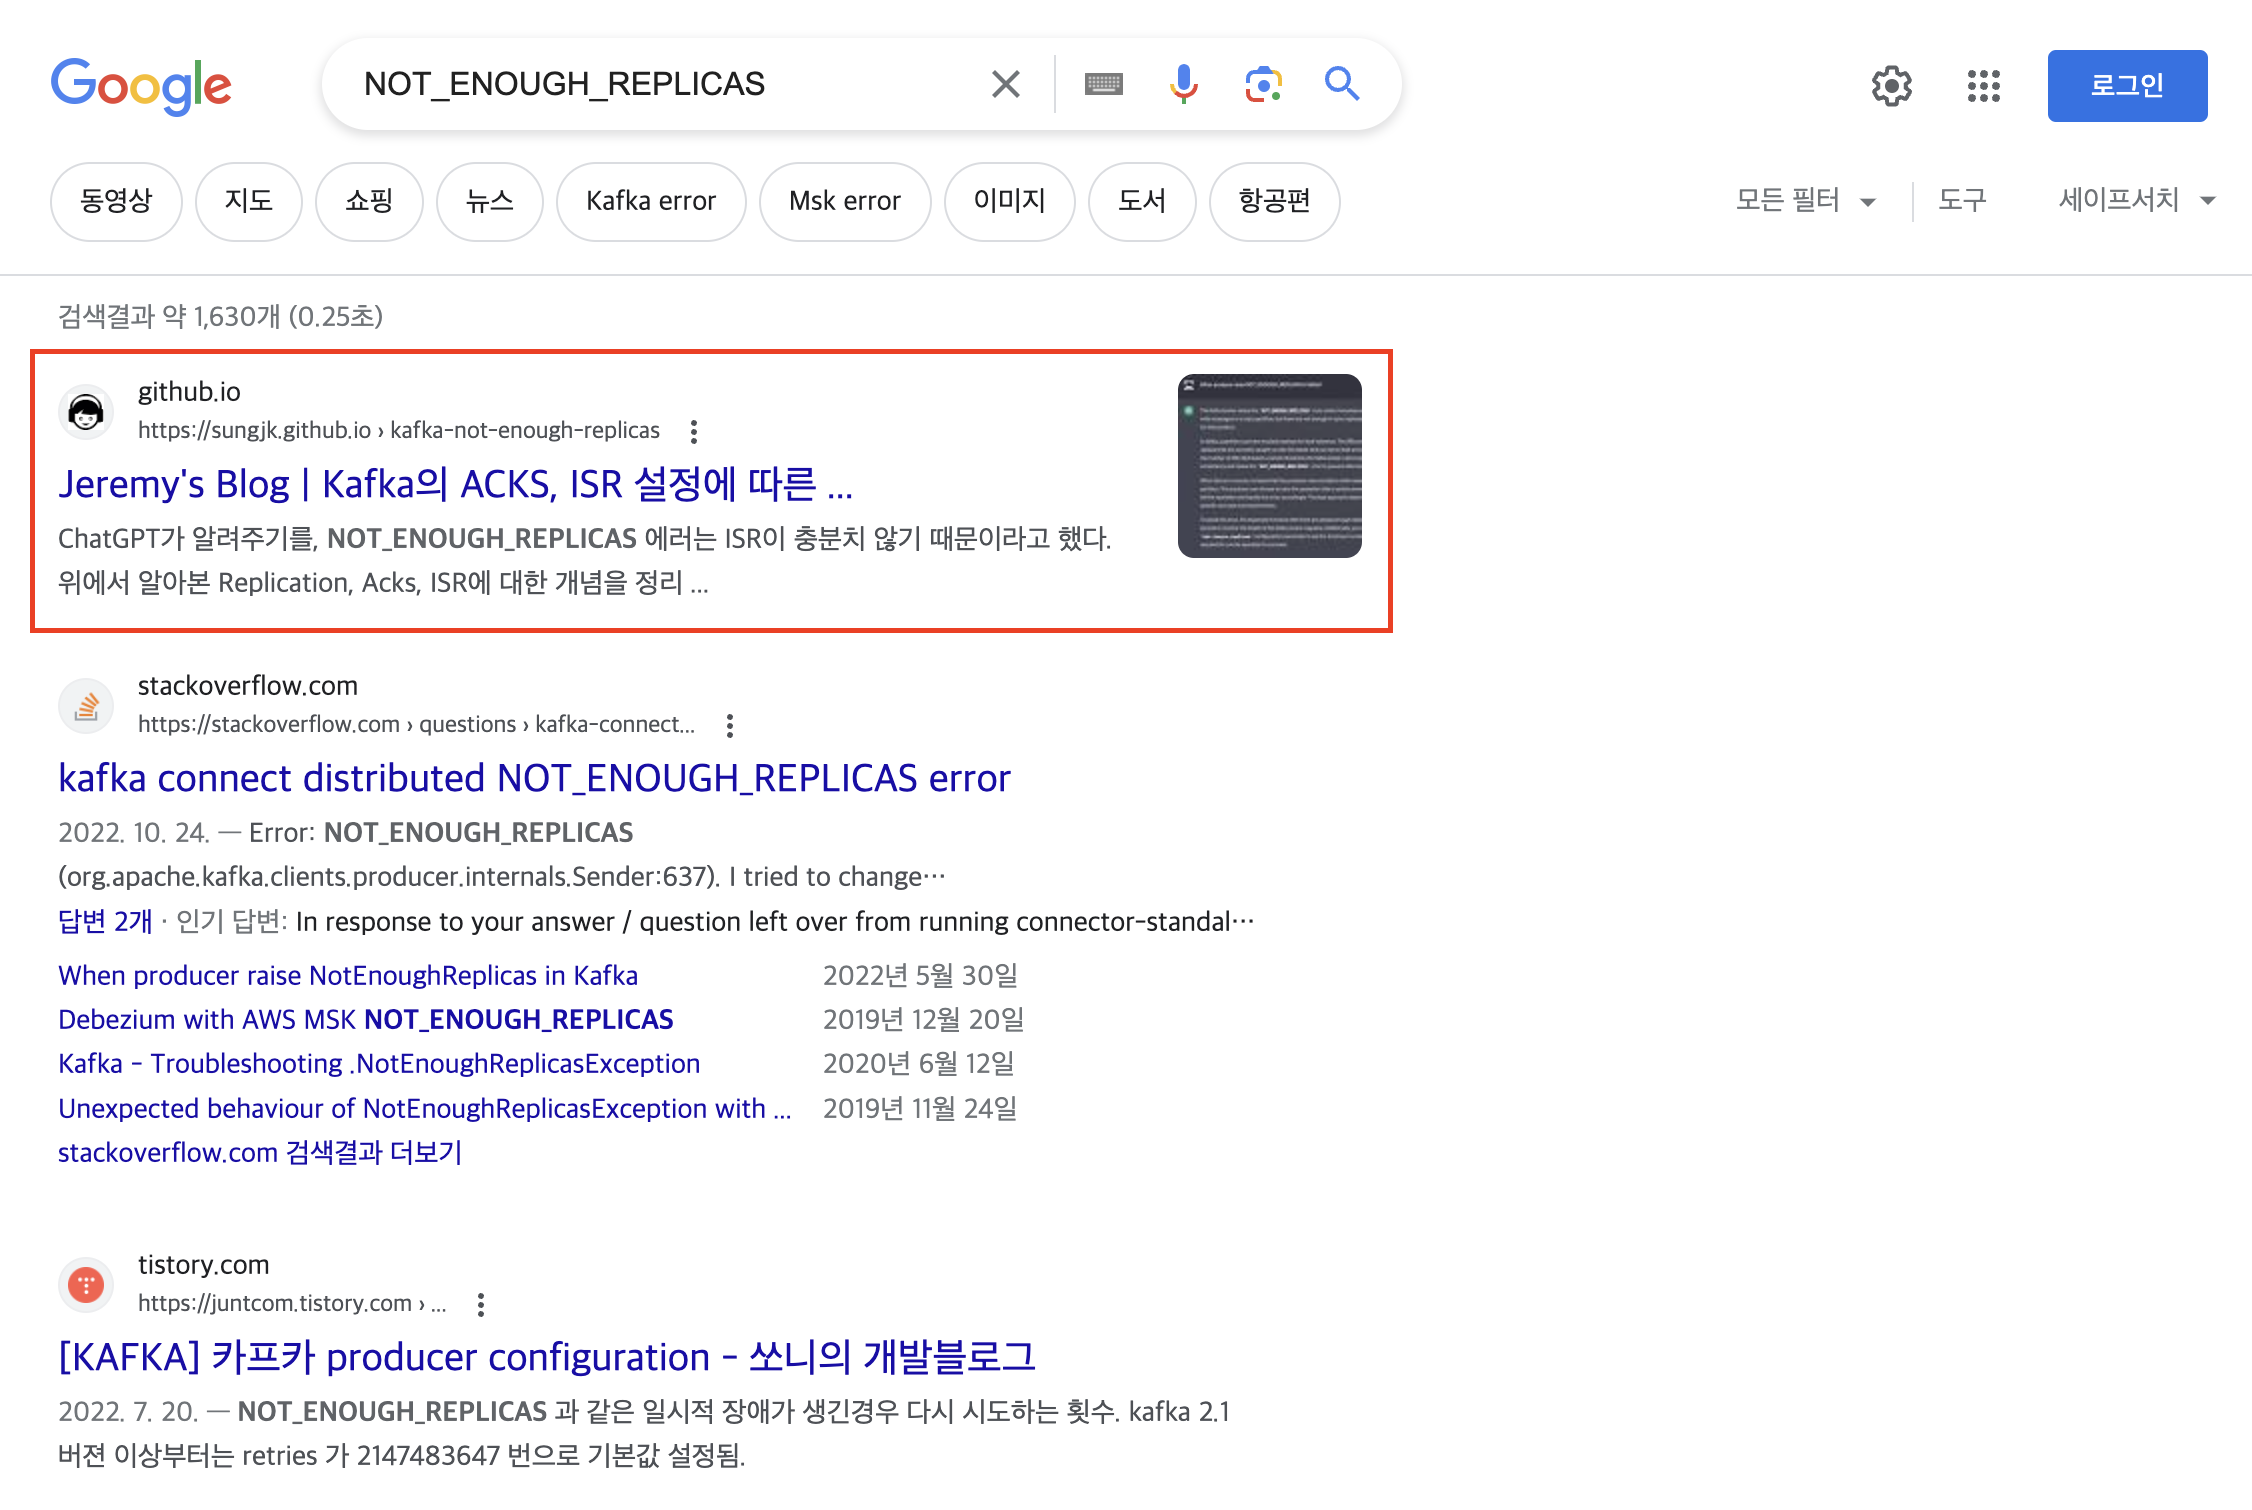 Google
NOT_ENOUGH_REPLICAS
로그인
동영상 지도 쇼핑 뉴스 Kafka error Msk error 이미지 도서 항공편 모든 필터 도구 세이프서치
검색결과 약 1,630개 (0.25초)
github.io
https://sungjk.github.io › kafka-not-enough-replicas
Jeremy's Blog | Kafka의 ACKS, ISR 설정에 따른 ...
ChatGPT가 알려주기를, NOT_ENOUGH_REPLICAS 에러는 ISR이 충분치 않기 때문이라고 했다.
위에서 알아본 Replication, Acks, ISR에 대한 개념을 정리 ...
stackoverflow.com
https://stackoverflow.com › questions › kafka-connect...
kafka connect distributed NOT_ENOUGH_REPLICAS error
2022. 10. 24. — Error: NOT_ENOUGH_REPLICAS
(org.apache.kafka.clients.producer.internals.Sender:637). I tried to change···
답변 2개 · 인기 답변: In response to your answer / question left over from running connector-standal···
When producer raise NotEnoughReplicas in Kafka 2022년 5월 30일
Debezium with AWS MSK NOT_ENOUGH_REPLICAS 2019년 12월 20일
Kafka - Troubleshooting .NotEnoughReplicasException 2020년 6월 12일
Unexpected behaviour of NotEnoughReplicasException with ... 2019년 11월 24일
stackoverflow.com 검색결과 더보기
tistory.com
https://juntcom.tistory.com › ...
[KAFKA] 카프카 producer configuration - 쏘니의 개발블로그
2022. 7. 20. — NOT_ENOUGH_REPLICAS 과 같은 일시적 장애가 생긴경우 다시 시도하는 횟수. kafka 2.1
버젼 이상부터는 retries 가 2147483647 번으로 기본값 설정됨.